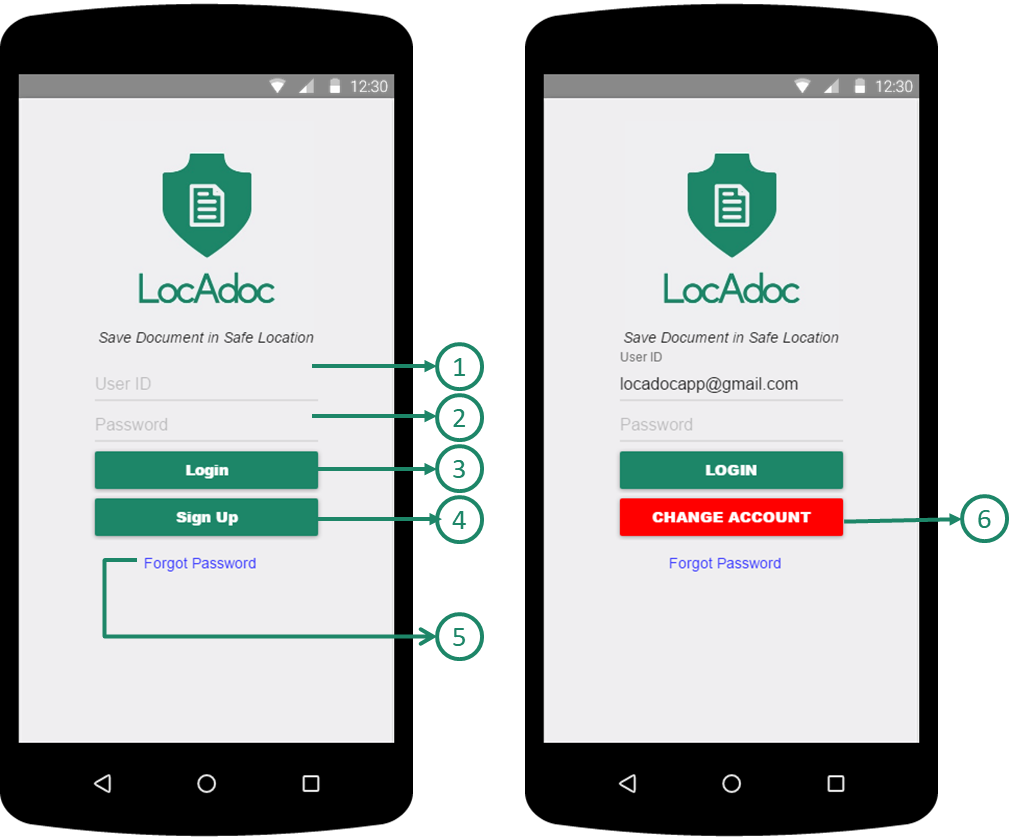 12:30
LocAdoc
Save Document in Safe Location
User ID
Password
Login
Sign Up
Forgot Password
1
2
3
4
5
12:30
LocAdoc
Save Document in Safe Location
User ID
locadocapp@gmail.com
Password
LOGIN
CHANGE ACCOUNT
Forgot Password
6